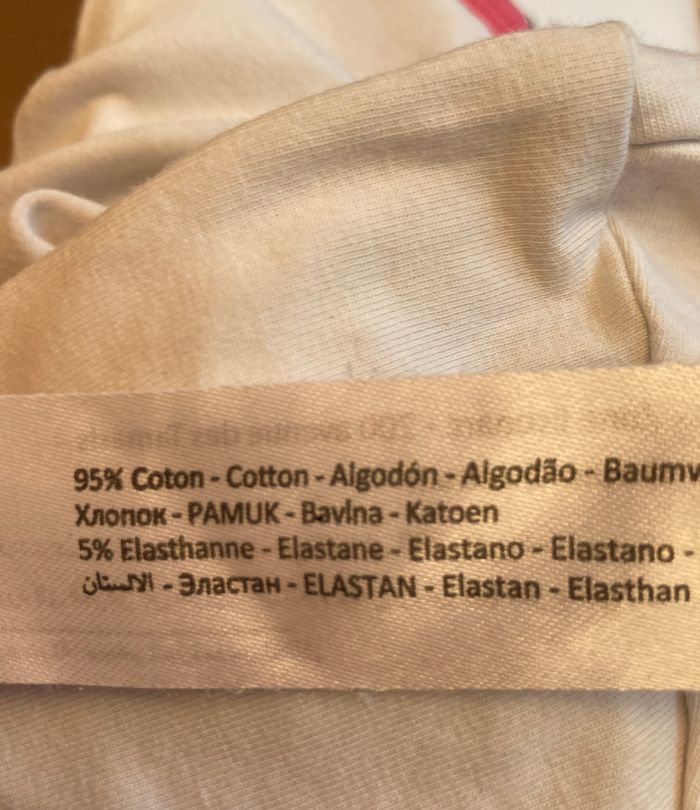 95% Coton - Cotton - Algodón - Algodão - Baumw
Хлопок - PAMUK - Bavlna - Katoen
5% Elasthanne - Elastane - Elastano - Elastano -
الالستان - Эластан - ELASTAN - Elastan - Elasthan